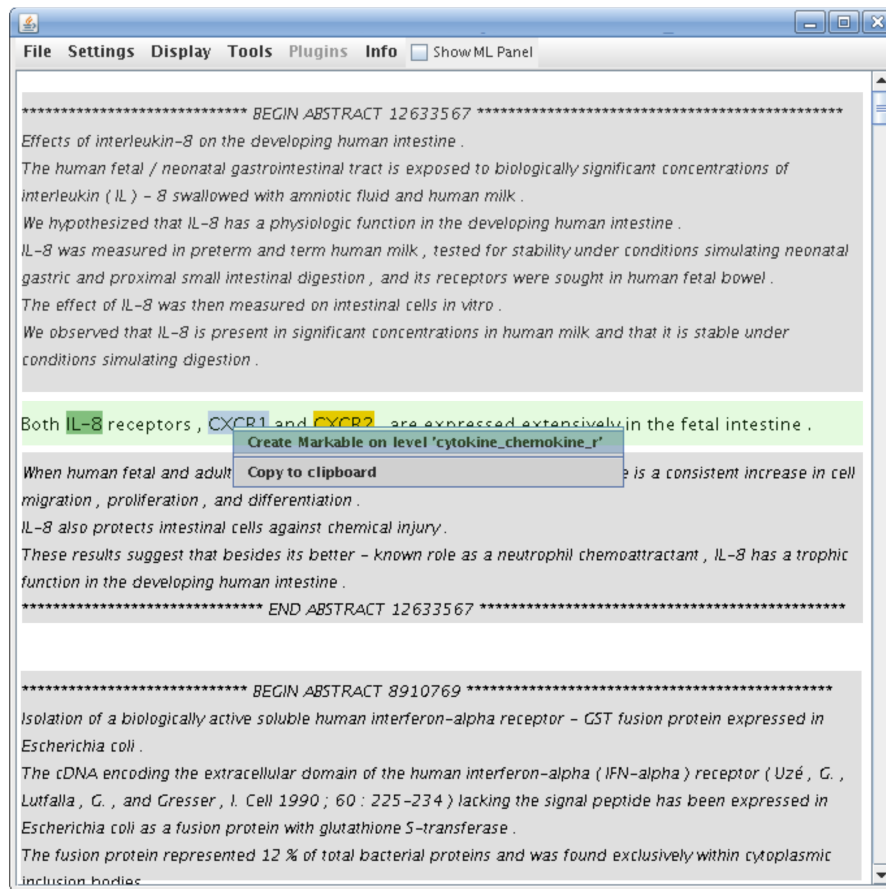 File Settings Display Tools Plugins Info Show ML Panel
**************************** BEGIN ABSTRACT 12633567 **********************************************
Effects of interleukin-8 on the developing human intestine .
The human fetal / neonatal gastrointestinal tract is exposed to biologically significant concentrations of
interleukin ( IL ) - 8 swallowed with amniotic fluid and human milk .
We hypothesized that IL-8 has a physiologic function in the developing human intestine .
IL-8 was measured in preterm and term human milk , tested for stability under conditions simulating neonatal
gastric and proximal small intestinal digestion , and its receptors were sought in human fetal bowel .
The effect of IL-8 was then measured on intestinal cells in vitro .
We observed that IL-8 is present in significant concentrations in human milk and that it is stable under
conditions simulating digestion .
Both IL-8 receptors , CXCR1 and CXCR2 , are expressed extensively in the fetal intestine .
Create Markable on level 'cytokine_chemokine_r'
When human fetal and adult is a consistent increase in cell
Copy to clipboard
migration , proliferation , and differentiation .
IL-8 also protects intestinal cells against chemical injury .
These results suggest that besides its better - known role as a neutrophil chemoattractant , IL-8 has a trophic
function in the developing human intestine .
****************************** END ABSTRACT 12633567 **********************************************
**************************** BEGIN ABSTRACT 8910769 **********************************************
Isolation of a biologically active soluble human interferon-alpha receptor - GST fusion protein expressed in
Escherichia coli .
The cDNA encoding the extracellular domain of the human interferon-alpha ( IFN-alpha ) receptor ( Uzé , G. ,
Lutfalla , G. , and Gresser , I. Cell 1990 ; 60 : 225-234 ) lacking the signal peptide has been expressed in
Escherichia coli as a fusion protein with glutathione S-transferase .
The fusion protein represented 12 % of total bacterial proteins and was found exclusively within cytoplasmic
inclusion bodies